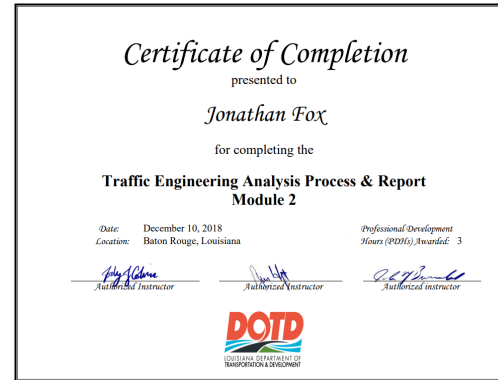 Certificate of Completion
presented to
Jonathan Fox
for completing the
Traffic Engineering Analysis Process & Report
Module 2
Date: December 10, 2018
Location: Baton Rouge, Louisiana
Professional Development
Hours (PDHs) Awarded: 3
Authorized Instructor
Authorized Instructor
Authorized instructor
DOTD
LOUISIANA DEPARTMENT OF
TRANSPORTATION & DEVELOPMENT